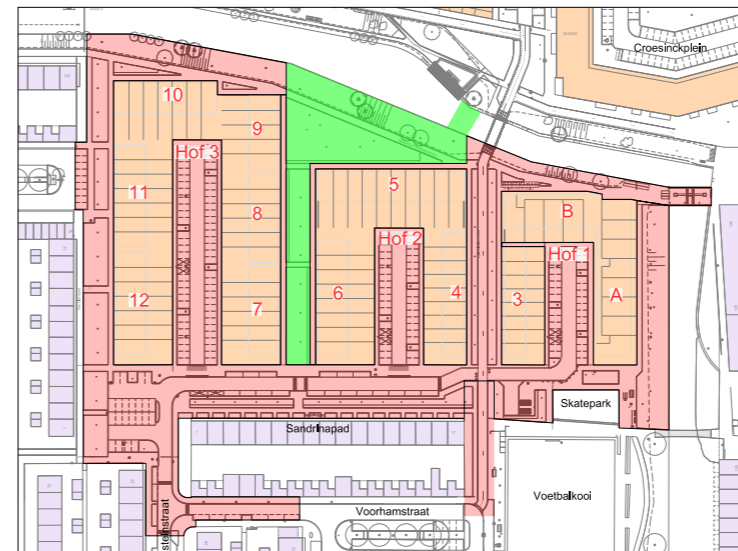 Croesinckplein
10
9
Hof 3
5
11
8
B
Hof 2
Hof 1
12
7
6
4
3
A
Skatepark
Sandrinapad
Voetbalkooi
Voorhamstraat